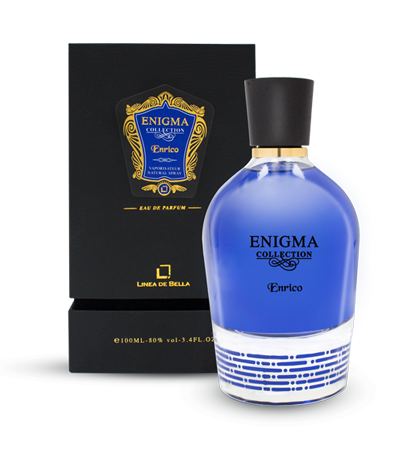 ENIGMA
COLLECTION
Enrico
VAPORISATEUR
NATURAL SPRAY
EAU DE PARFUM
LINEA DE BELLA
℮100ML-80% vol-3.4FL.OZ
ENIGMA
COLLECTION
Enrico